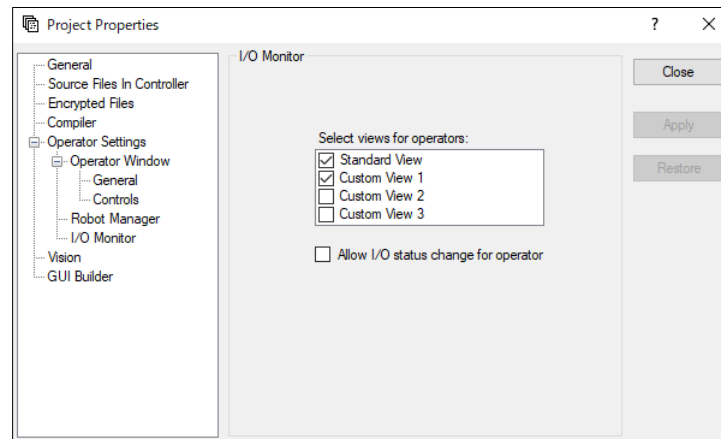 Project Properties
?
I/O Monitor
General
Source Files In Controller
Encrypted Files
Compiler
Operator Settings
Operator Window
General
Controls
Robot Manager
I/O Monitor
Vision
GUI Builder
Select views for operators:
Standard View
Custom View 1
Custom View 2
Custom View 3
Allow I/O status change for operator
Close
Apply
Restore